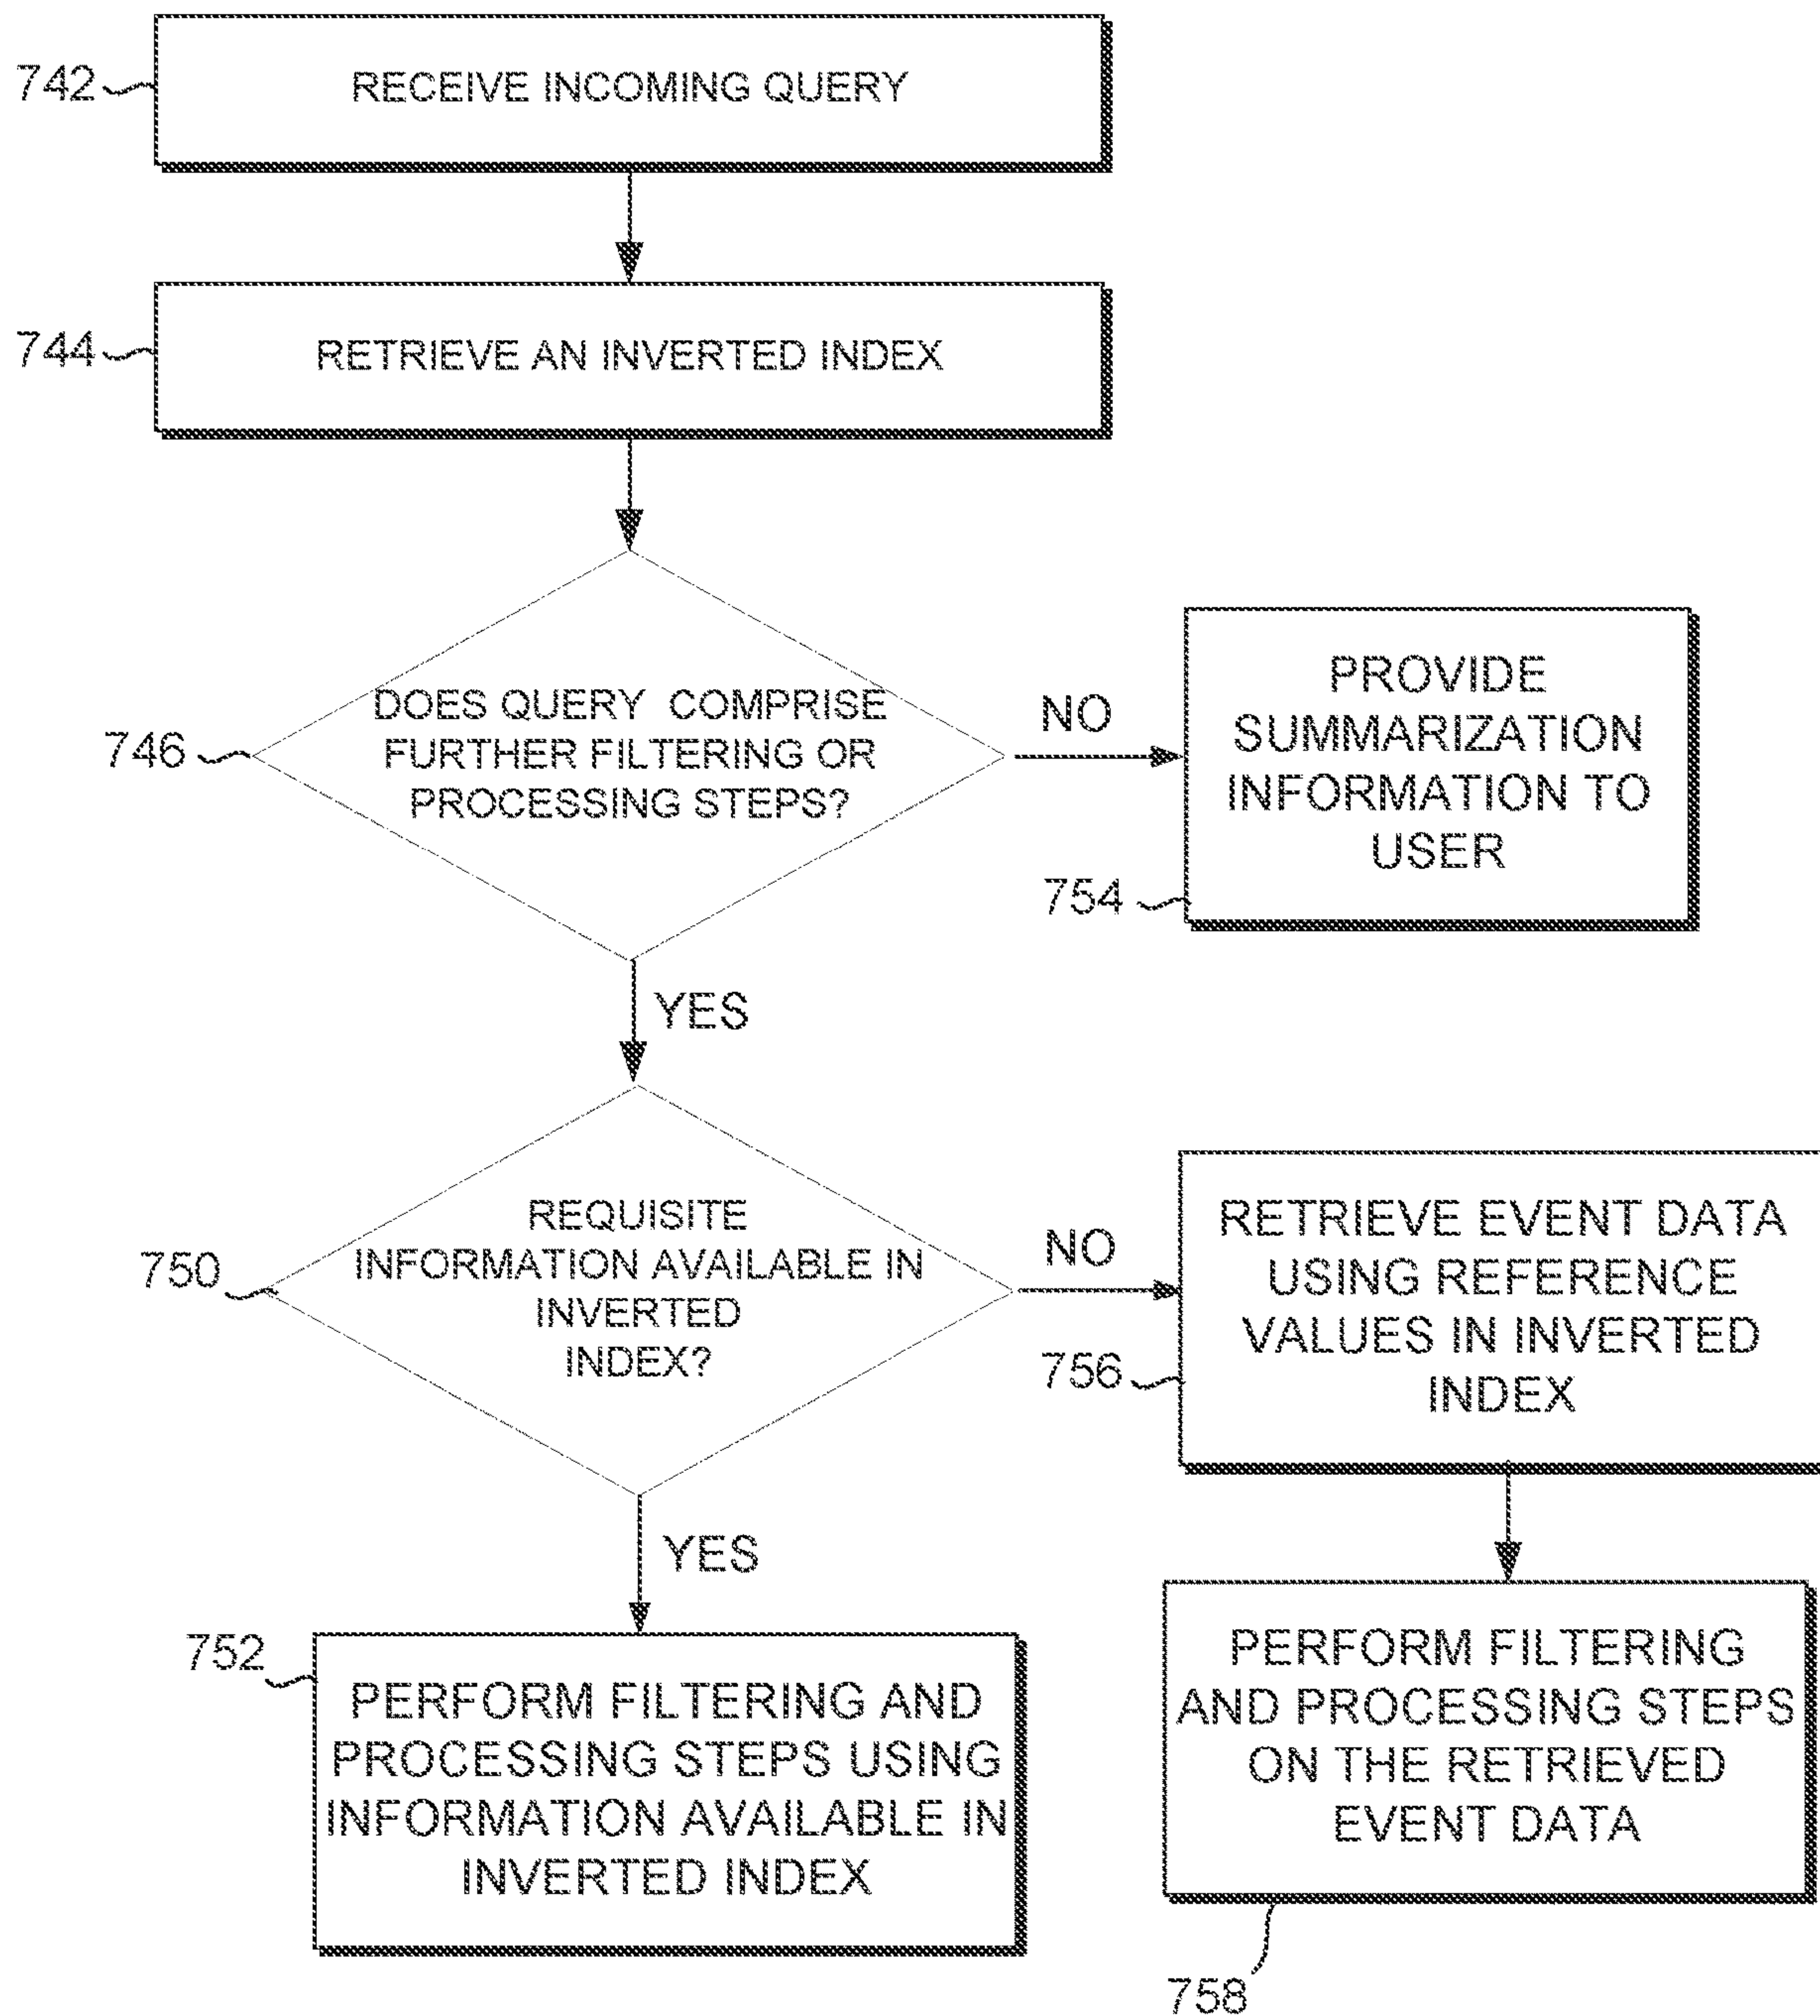 742
RECEIVE INCOMING QUERY
744
RETRIEVE AN INVERTED INDEX
746
DOES QUERY COMPRISE
FURTHER FILTERING OR
PROCESSING STEPS?
NO
PROVIDE
SUMMARIZATION
INFORMATION TO
USER
754
YES
750
REQUISITE
INFORMATION AVAILABLE IN
INVERTED
INDEX?
NO
RETRIEVE EVENT DATA
USING REFERENCE
VALUES IN INVERTED
INDEX
756
YES
752
PERFORM FILTERING AND
PROCESSING STEPS USING
INFORMATION AVAILABLE IN
INVERTED INDEX
PERFORM FILTERING
AND PROCESSING STEPS
ON THE RETRIEVED
EVENT DATA
758